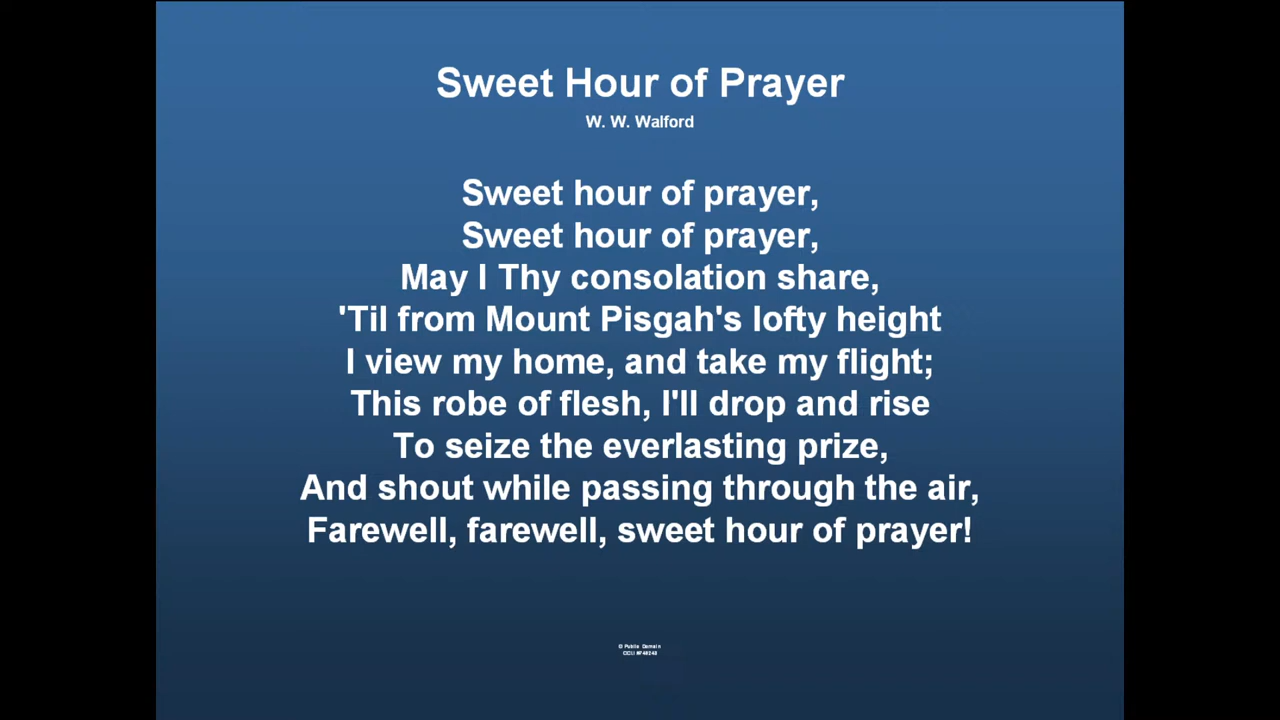 Sweet Hour of Prayer
W. W. Walford
Sweet hour of prayer,
Sweet hour of prayer,
May I Thy consolation share,
'Til from Mount Pisgah's lofty height
I view my home, and take my flight;
This robe of flesh, I'll drop and rise
To seize the everlasting prize,
And shout while passing through the air,
Farewell, farewell, sweet hour of prayer!
© Public Domain
CCLI